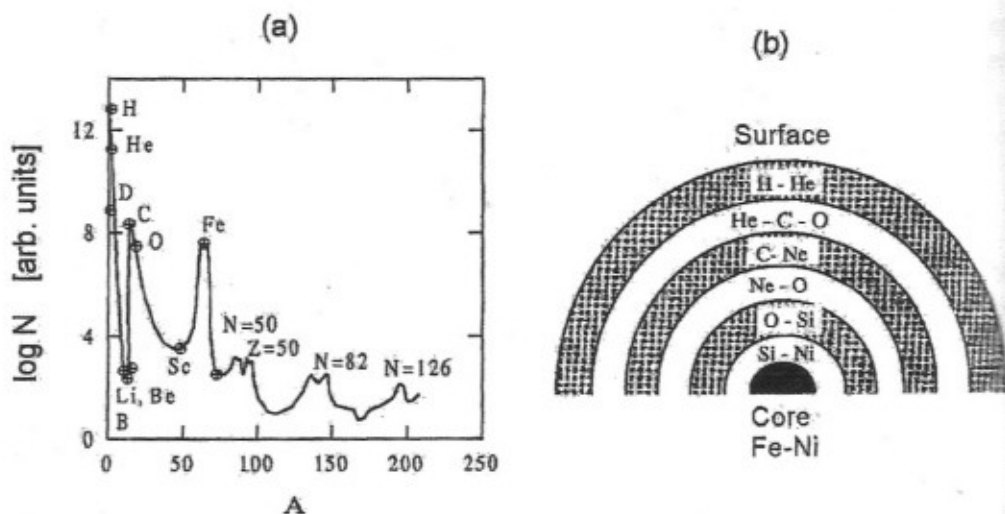 (a)
log N [arb. units]
12
8
4
0
H
He
D
C
O
Fe
Sc
Li, Be
B
N=50
Z=50
N=82
N=126
0 50 100 150 200 250
A
(b)
Surface
H - He
He - C - O
C - Ne
Ne - O
O - Si
Si - Ni
Core
Fe-Ni